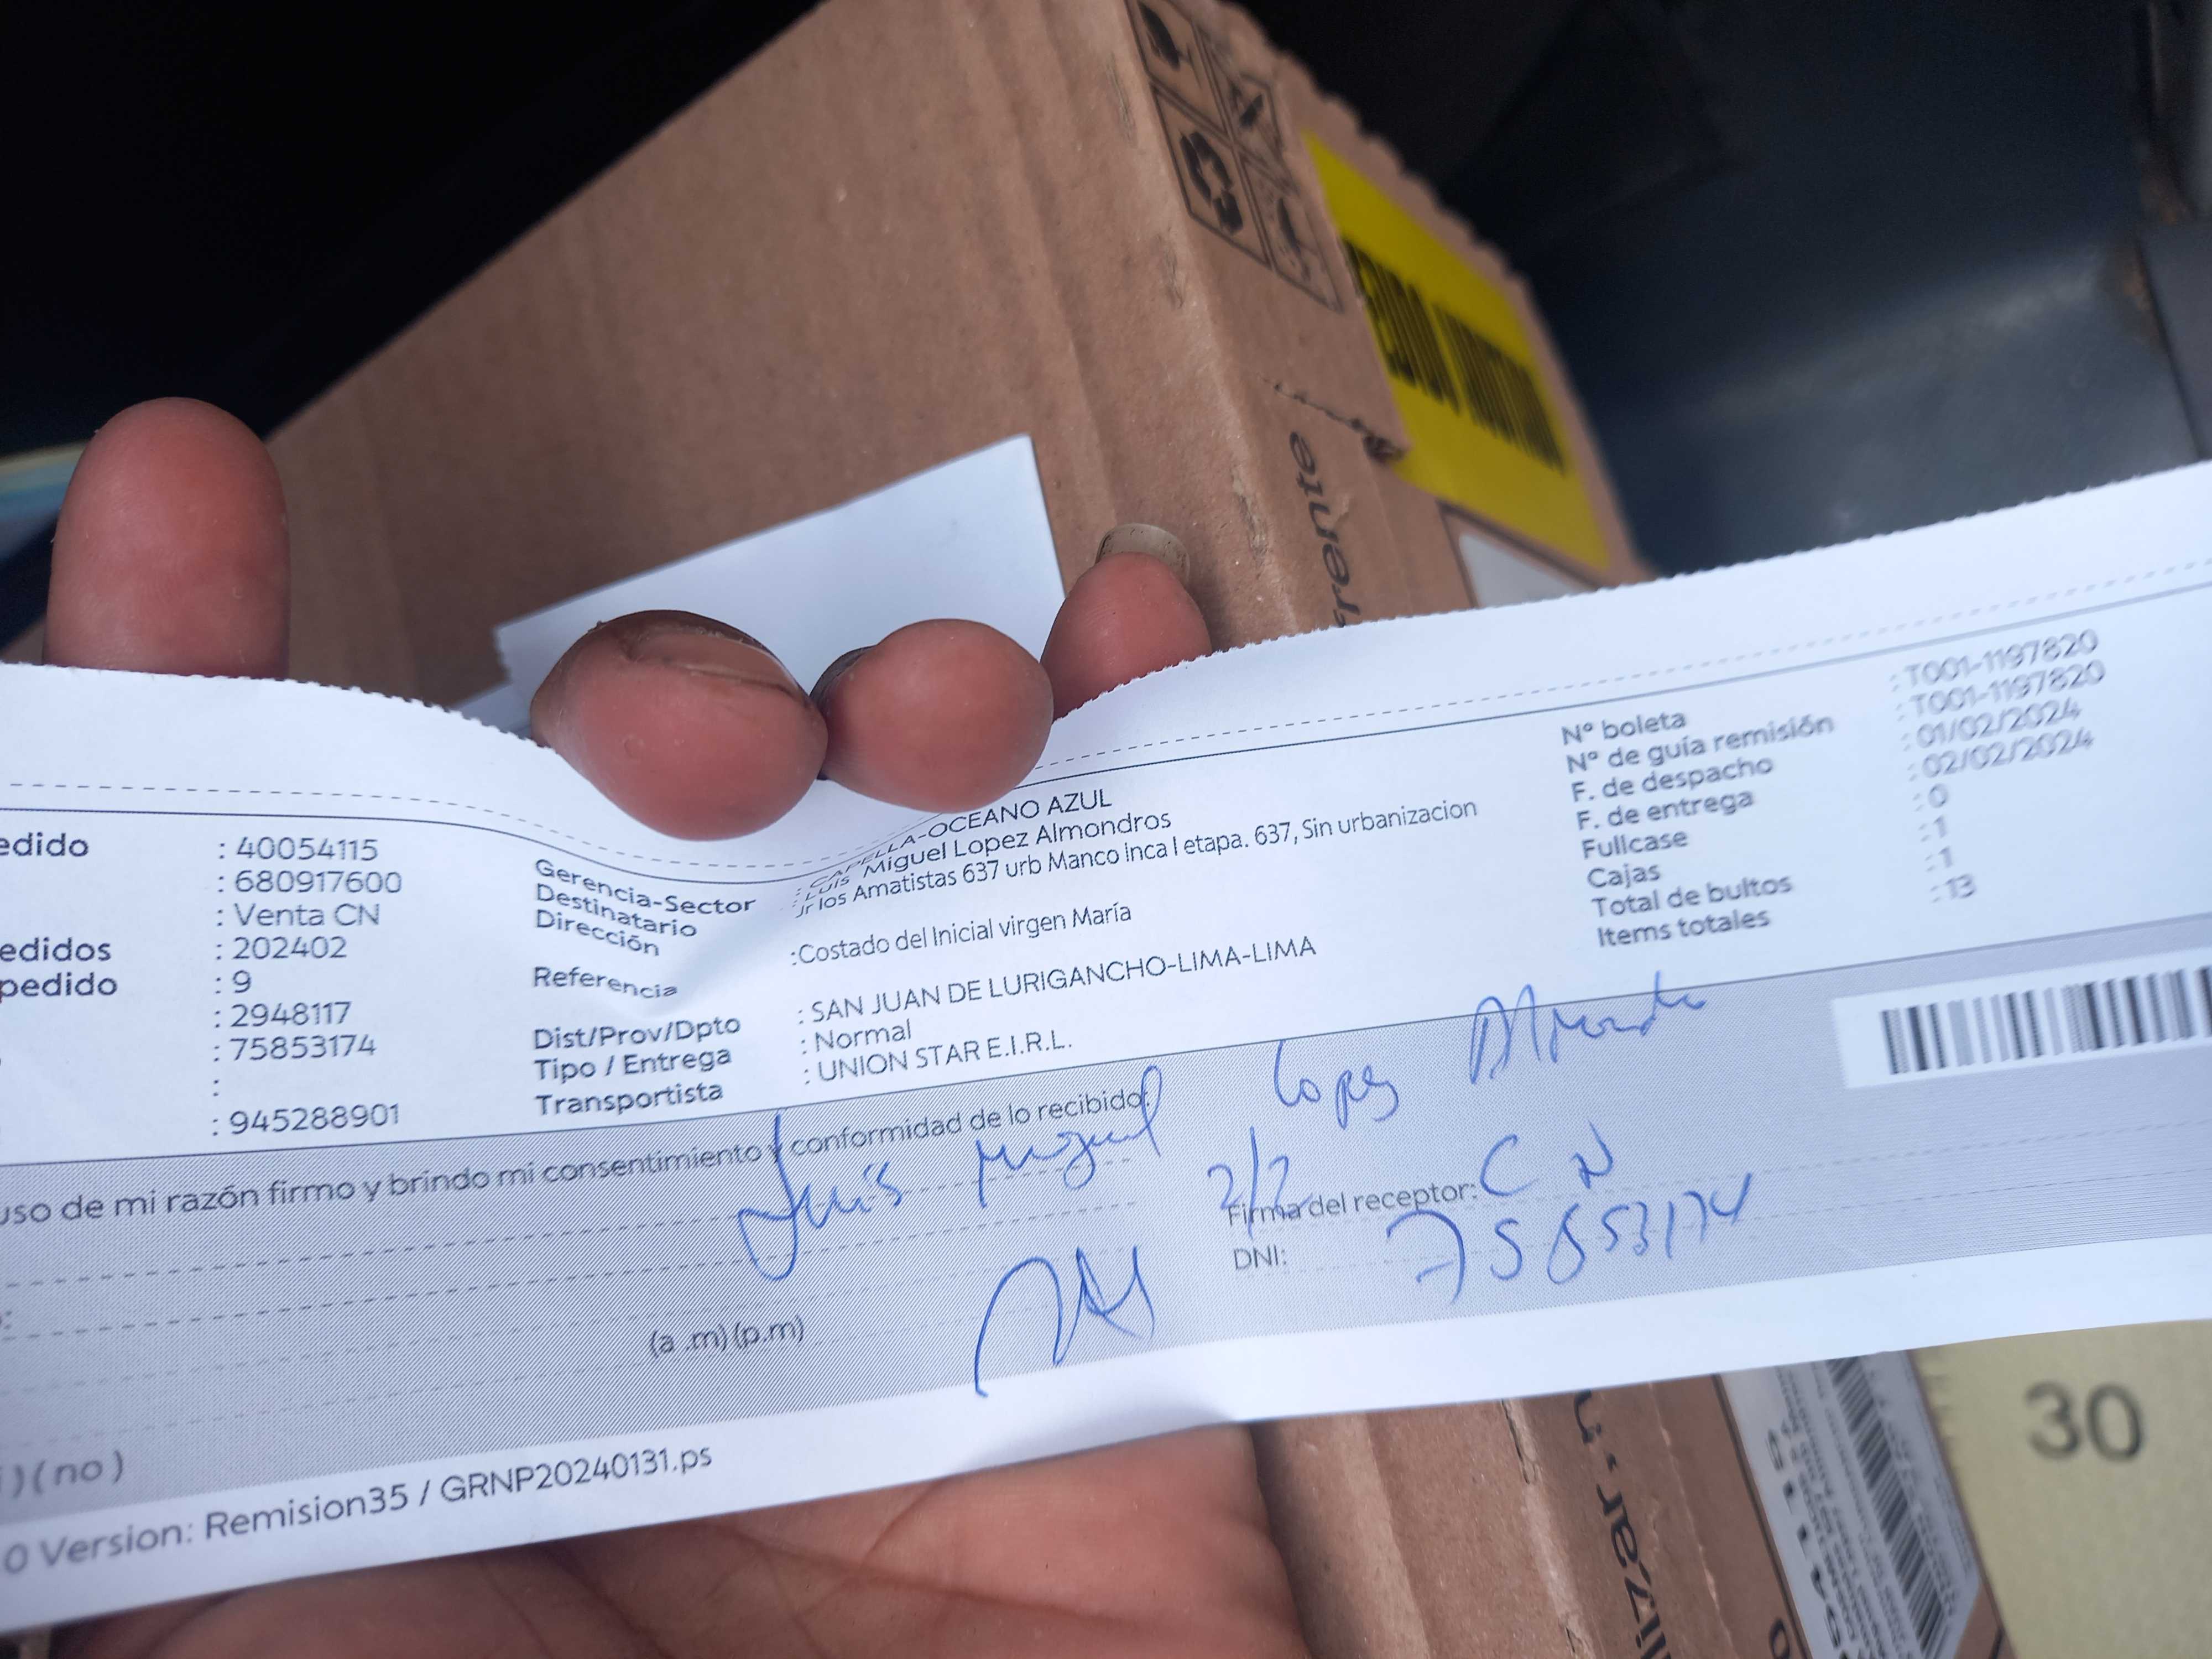 edido : 40054115
: 680917600
: Venta CN
edidos : 202402
pedido : 9
: 2948117
: 75853174
:
: 945288901
Gerencia-Sector : CAPELLA-OCEANO AZUL
Destinatario : Luis Miguel Lopez Almondros
Dirección Jr los Amatistas 637 urb Manco Inca I etapa. 637, Sin urbanizacion
Referencia :Costado del Inicial virgen María
Dist/Prov/Dpto : SAN JUAN DE LURIGANCHO-LIMA-LIMA
Tipo / Entrega : Normal
Transportista : UNION STAR E.I.R.L.
Nº boleta : T001-1197820
Nº de guía remisión : T001-1197820
F. de despacho : 01/02/2024
F. de entrega : 02/02/2024
Fullcase : 0
Cajas : 1
Total de bultos : 1
Items totales : 13
uso de mi razón firmo y brindo mi consentimiento y conformidad de lo recibido:
Luis Miguel Lopez
2/2
Firma del receptor: C N
DNI: 75853174
(a .m) (p.m)
) ( no )
0 Version: Remision35 / GRNP20240131.ps
rente
lizar
30